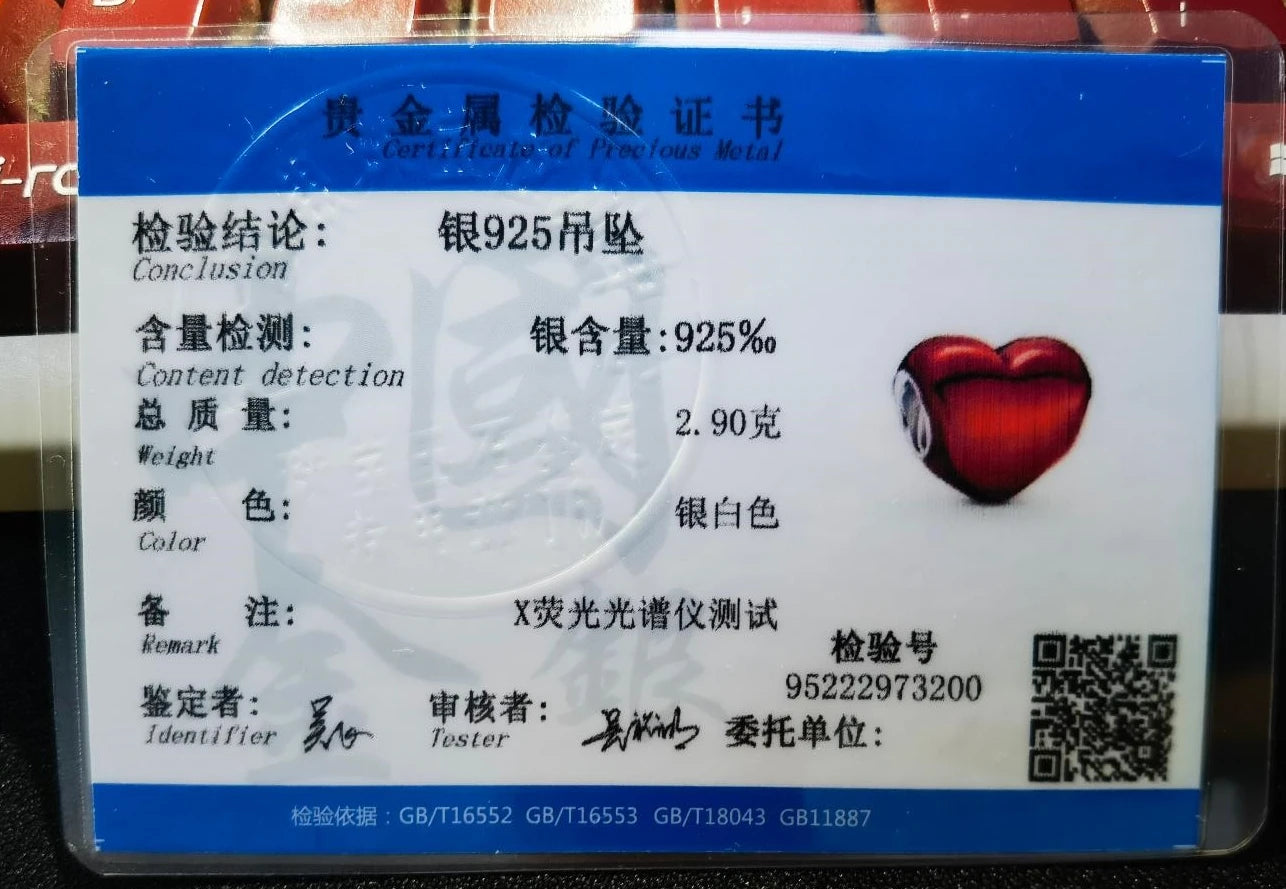 贵金属检验证书
Certificate of Precious Metal
检验结论: 银925吊坠
Conclusion
含量检测: 银含量:925‰
Content detection
总质量: 2.90克
Weight
颜色: 银白色
Color
备注: X荧光光谱仪测试
Remark
检验号
95222973200
鉴定者: 审核者: 委托单位:
Identifier Tester
检验依据:GB/T16552 GB/T16553 GB/T18043 GB11887
中國
金銀